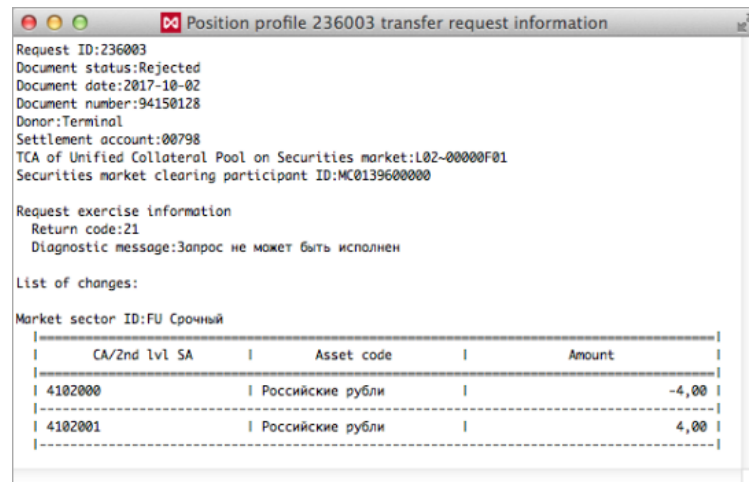 Position profile 236003 transfer request information
Request ID:236003
Document status:Rejected
Document date:2017-10-02
Document number:94150128
Donor:Terminal
Settlement account:00798
TCA of Unified Collateral Pool on Securities market:L02~00000F01
Securities market clearing participant ID:MC0139600000
Request exercise information
Return code:21
Diagnostic message:Запрос не может быть исполнен
List of changes:
Market sector ID:FU Срочный
CA/2nd lvl SA | Asset code | Amount
4102000 | Российские рубли | -4,00
4102001 | Российские рубли | 4,00